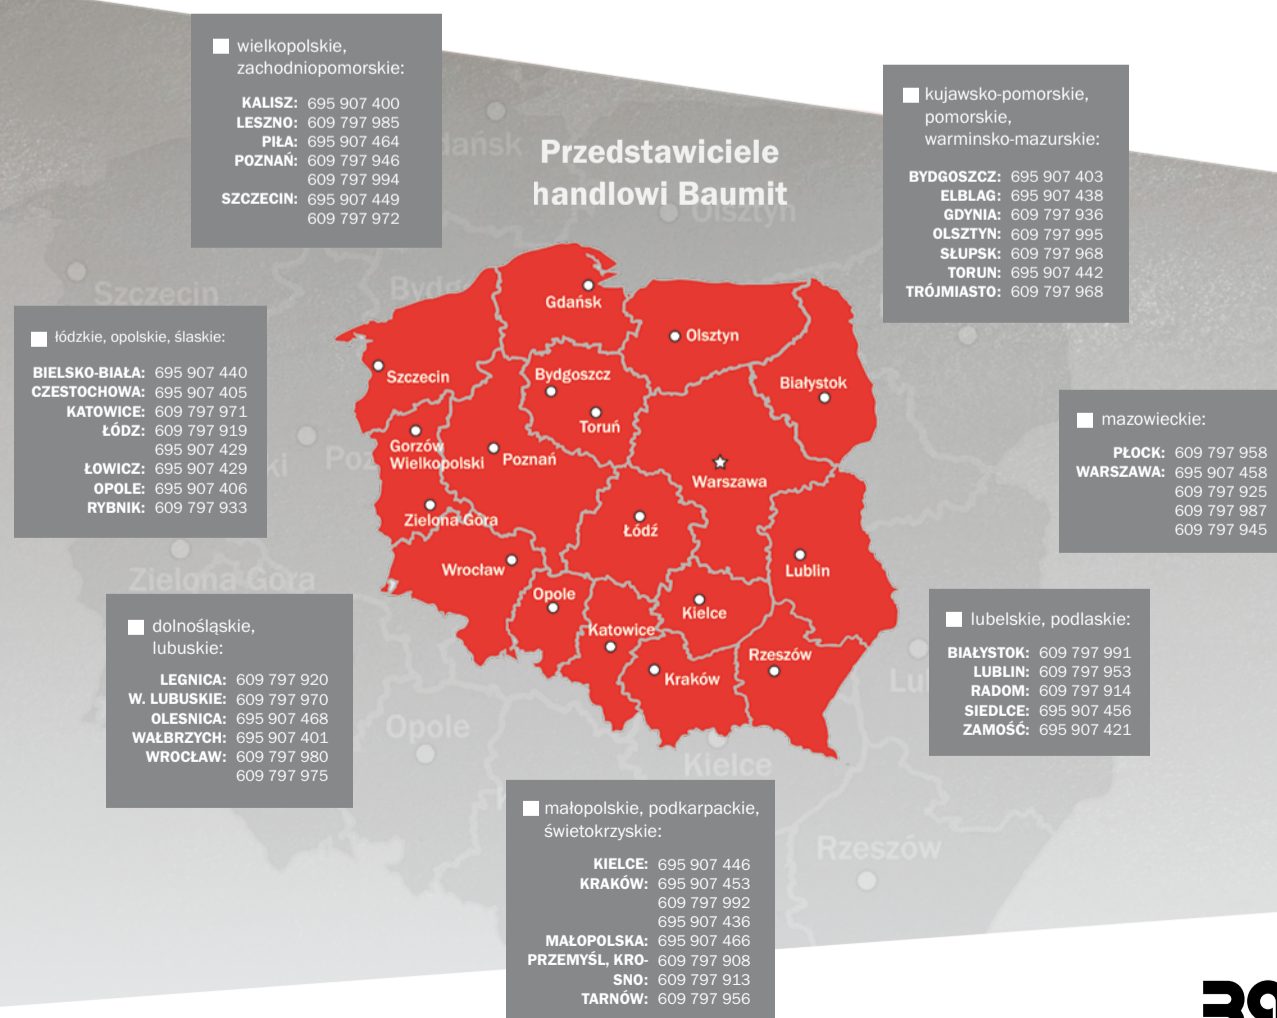 wielkopolskie,
zachodniopomorskie:
KALISZ: 695 907 400
LESZNO: 609 797 985
PIŁA: 695 907 464
POZNAŃ: 609 797 946
609 797 994
SZCZECIN: 695 907 449
609 797 972
Przedstawiciele
handlowi Baumit
kujawsko-pomorskie,
pomorskie,
warminsko-mazurskie:
BYDGOSZCZ: 695 907 403
ELBLAG: 695 907 438
GDYNIA: 609 797 936
OLSZTYN: 609 797 995
SŁUPSK: 609 797 968
TORUN: 695 907 442
TRÓJMIASTO: 609 797 968
łódzkie, opolskie, ślaskie:
BIELSKO-BIAŁA: 695 907 440
CZESTOCHOWA: 695 907 405
KATOWICE: 609 797 971
ŁÓDZ: 609 797 919
695 907 429
ŁOWICZ: 695 907 429
OPOLE: 695 907 406
RYBNIK: 609 797 933
mazowieckie:
PŁOCK: 609 797 958
WARSZAWA: 695 907 458
609 797 925
609 797 987
609 797 945
dolnośląskie,
lubuskie:
LEGNICA: 609 797 920
W. LUBUSKIE: 609 797 970
OLESNICA: 695 907 468
WAŁBRZYCH: 695 907 401
WROCŁAW: 609 797 980
609 797 975
lubelskie, podlaskie:
BIAŁYSTOK: 609 797 991
LUBLIN: 609 797 953
RADOM: 609 797 914
SIEDLCE: 695 907 456
ZAMOŚĆ: 695 907 421
małopolskie, podkarpackie,
świetokrzyskie:
KIELCE: 695 907 446
KRAKÓW: 695 907 453
609 797 992
695 907 436
MAŁOPOLSKA: 695 907 466
PRZEMYŚL, KRO- 609 797 908
SNO: 609 797 913
TARNÓW: 609 797 956
Gdańsk
Olsztyn
Szczecin
Bydgoszcz
Białystok
Toruń
Gorzów
Wielkopolski
Poznań
Warszawa
Zielona Góra
Łódź
Wrocław
Lublin
Opole
Kielce
Katowice
Rzeszów
Kraków
Olsztyn
Szczecin
Zielona Góra
Opole
Kielce
Rzeszów